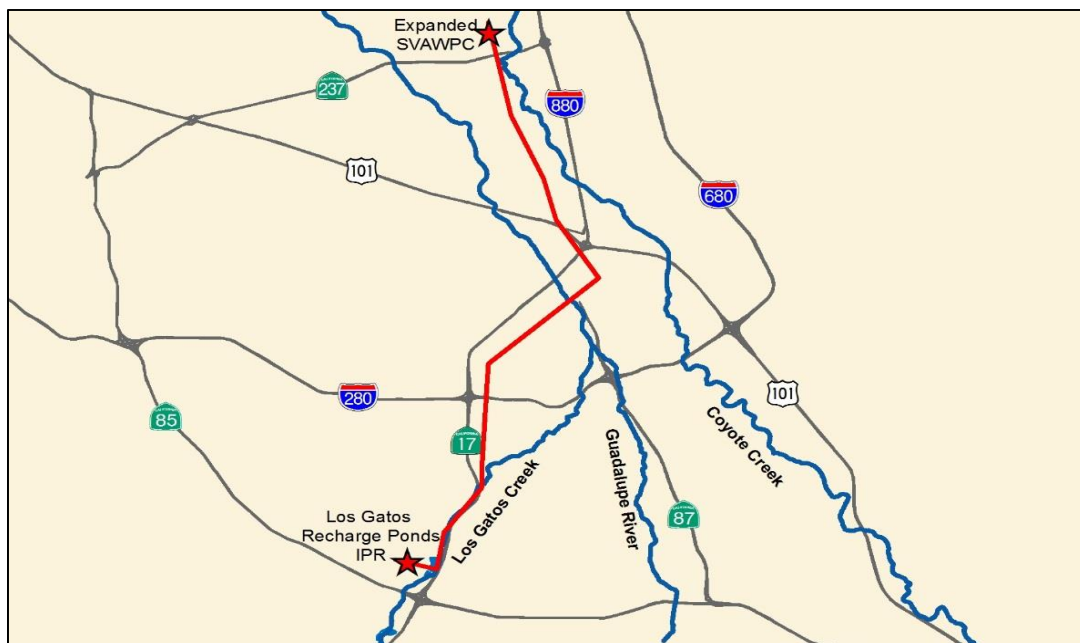 Expanded
SVAWPC
237
880
101
680
280
85
17
101
Coyote Creek
Guadalupe River
Los Gatos Creek
87
Los Gatos
Recharge Ponds
IPR